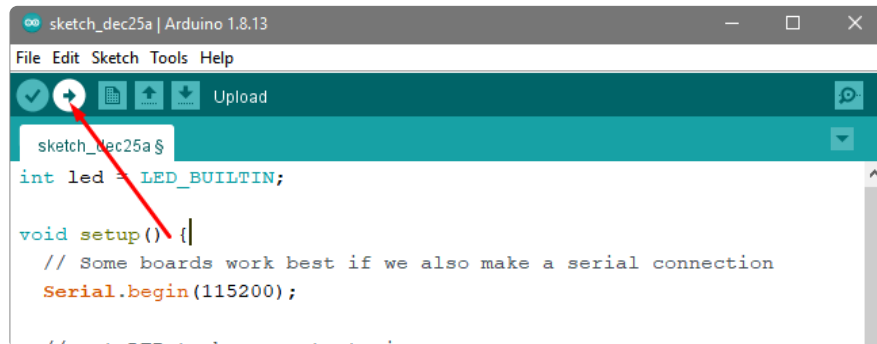 sketch_dec25a | Arduino 1.8.13
File Edit Sketch Tools Help
Upload
sketch_dec25a §
int led = LED_BUILTIN;
void setup() {
// Some boards work best if we also make a serial connection
Serial.begin(115200);